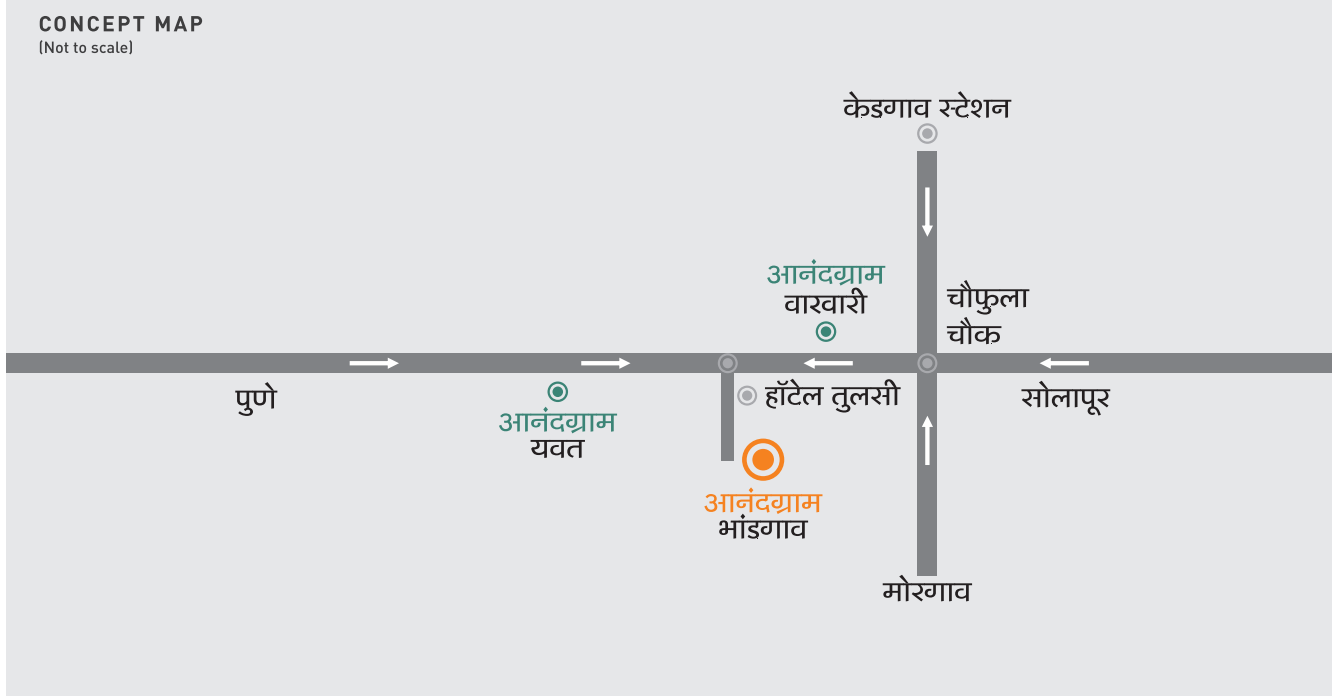 CONCEPT MAP
(Not to scale)
केडगाव स्टेशन
आनंदग्राम
वारवारी
चौफुला
चौक
पुणे
हॉटेल तुलसी
सोलापूर
आनंदग्राम
यवत
आनंदग्राम
भांडगाव
मोरगाव